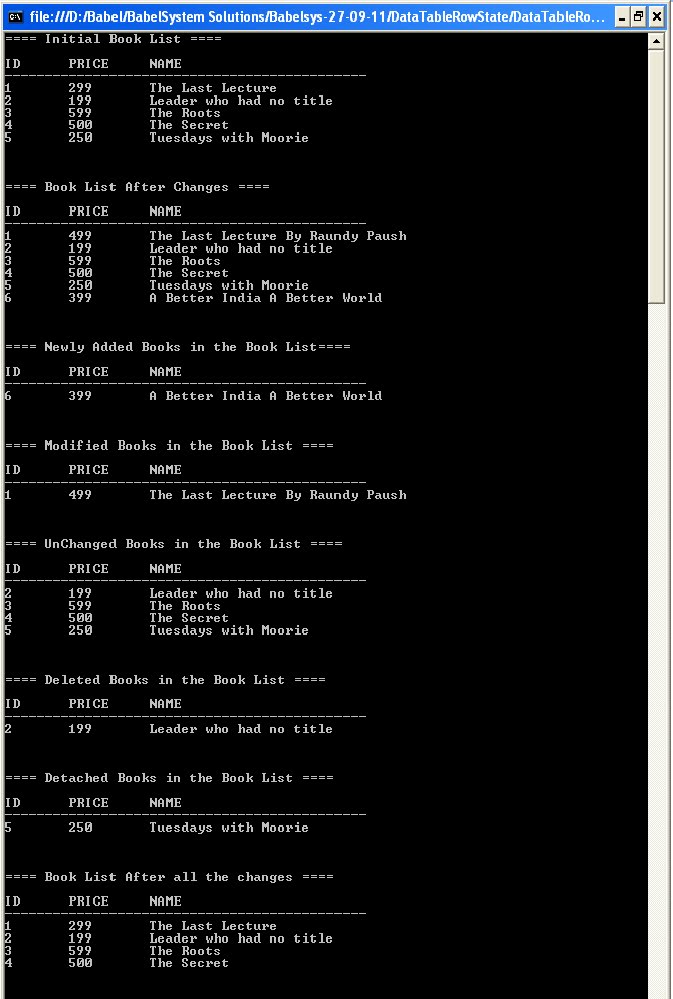 file:///D:/Babel/BabelSystem Solutions/Babelsys-27-09-11/DataTableRowState/DataTableRo...
==== Initial Book List ====
ID PRICE NAME
---------------------------------------------
1 299 The Last Lecture
2 199 Leader who had no title
3 599 The Roots
4 500 The Secret
5 250 Tuesdays with Moorie
==== Book List After Changes ====
ID PRICE NAME
---------------------------------------------
1 499 The Last Lecture By Raundy Paush
2 199 Leader who had no title
3 599 The Roots
4 500 The Secret
5 250 Tuesdays with Moorie
6 399 A Better India A Better World
==== Newly Added Books in the Book List====
ID PRICE NAME
---------------------------------------------
6 399 A Better India A Better World
==== Modified Books in the Book List ====
ID PRICE NAME
---------------------------------------------
1 499 The Last Lecture By Raundy Paush
==== UnChanged Books in the Book List ====
ID PRICE NAME
---------------------------------------------
2 199 Leader who had no title
3 599 The Roots
4 500 The Secret
5 250 Tuesdays with Moorie
==== Deleted Books in the Book List ====
ID PRICE NAME
---------------------------------------------
2 199 Leader who had no title
==== Detached Books in the Book List ====
ID PRICE NAME
---------------------------------------------
5 250 Tuesdays with Moorie
==== Book List After all the changes ====
ID PRICE NAME
---------------------------------------------
1 299 The Last Lecture
2 199 Leader who had no title
3 599 The Roots
4 500 The Secret